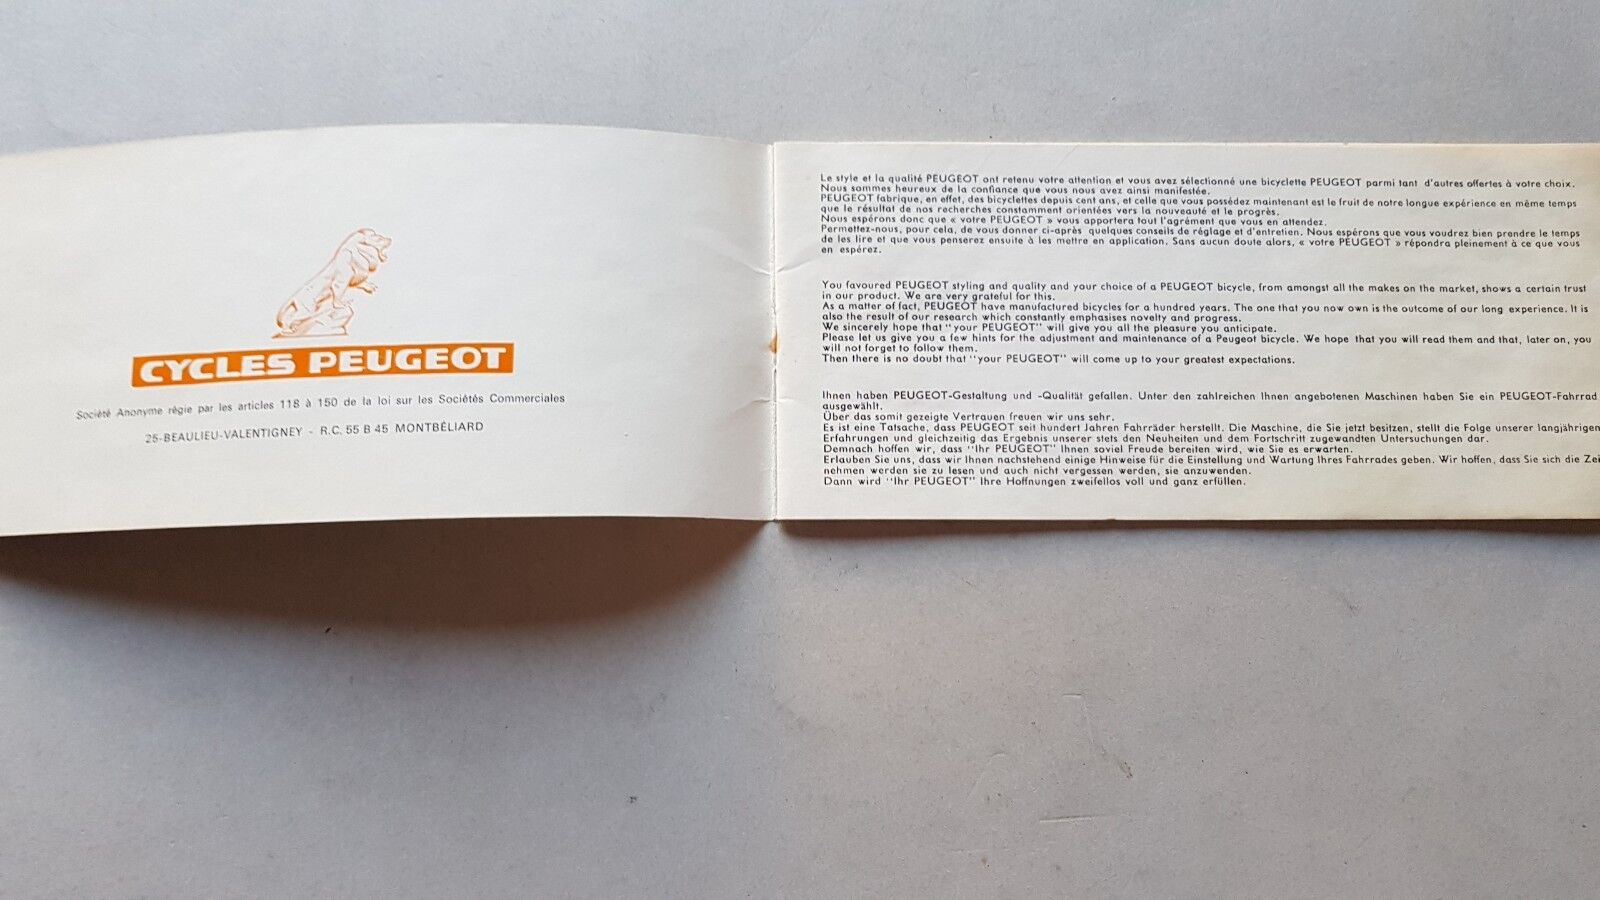 CYCLES PEUGEOT
Société Anonyme régie par les articles 118 à 150 de la loi sur les Sociétés Commerciales
25-BEAULIEU-VALENTIGNEY - R.C. 55 B 45 MONTBÉLIARD
Le style et la qualité PEUGEOT ont retenu votre attention et vous avez sélectionné une bicyclette PEUGEOT parmi tant d'autres offertes à votre choix.
Nous sommes heureux de la confiance que vous nous avez ainsi manifestée.
PEUGEOT fabrique, en effet, des bicyclettes depuis cent ans, et celle que vous possédez maintenant est le fruit de notre longue expérience en même temps
que le résultat de nos recherches constamment orientées vers la nouveauté et le progrès.
Nous espérons donc que « votre PEUGEOT » vous apportera tout l'agrément que vous en attendez.
Permettez-nous, pour cela, de vous donner ci-après quelques conseils de réglage et d'entretien. Nous espérons que vous voudrez bien prendre le temps
de les lire et que vous penserez ensuite à les mettre en application. Sans aucun doute alors, « votre PEUGEOT » répondra pleinement à ce que vous
en espérez.
You favoured PEUGEOT styling and quality and your choice of a PEUGEOT bicycle, from amongst all the makes on the market, shows a certain trust
in our product. We are very grateful for this.
As a matter of fact, PEUGEOT have manufactured bicycles for a hundred years. The one that you now own is the outcome of our long experience. It is
also the result of our research which constantly emphasises novelty and progress.
We sincerely hope that "your PEUGEOT" will give you all the pleasure you anticipate.
Please let us give you a few hints for the adjustment and maintenance of a Peugeot bicycle. We hope that you will read them and that, later on, you
will not forget to follow them.
Then there is no doubt that "your PEUGEOT" will come up to your greatest expectations.
Ihnen haben PEUGEOT-Gestaltung und -Qualität gefallen. Unter den zahlreichen Ihnen angebotenen Maschinen haben Sie ein PEUGEOT-Fahrrad
ausgewählt.
Über das somit gezeigte Vertrauen freuen wir uns sehr.
Es ist eine Tatsache, dass PEUGEOT seit hundert Jahren Fahrräder herstellt. Die Maschine, die Sie jetzt besitzen, stellt die Folge unserer langjährigen
Erfahrungen und gleichzeitig das Ergebnis unserer stets den Neuheiten und dem Fortschritt zugewandten Untersuchungen dar.
Demnach hoffen wir, dass "Ihr PEUGEOT" Ihnen soviel Freude bereiten wird, wie Sie es erwarten.
Erlauben Sie uns, dass wir Ihnen nachstehend einige Hinweise für die Einstellung und Wartung Ihres Fahrrades geben. Wir hoffen, dass Sie sich die Zei
nehmen werden sie zu lesen und auch nicht vergessen werden, sie anzuwenden.
Dann wird "Ihr PEUGEOT" Ihre Hoffnungen zweifellos voll und ganz erfüllen.